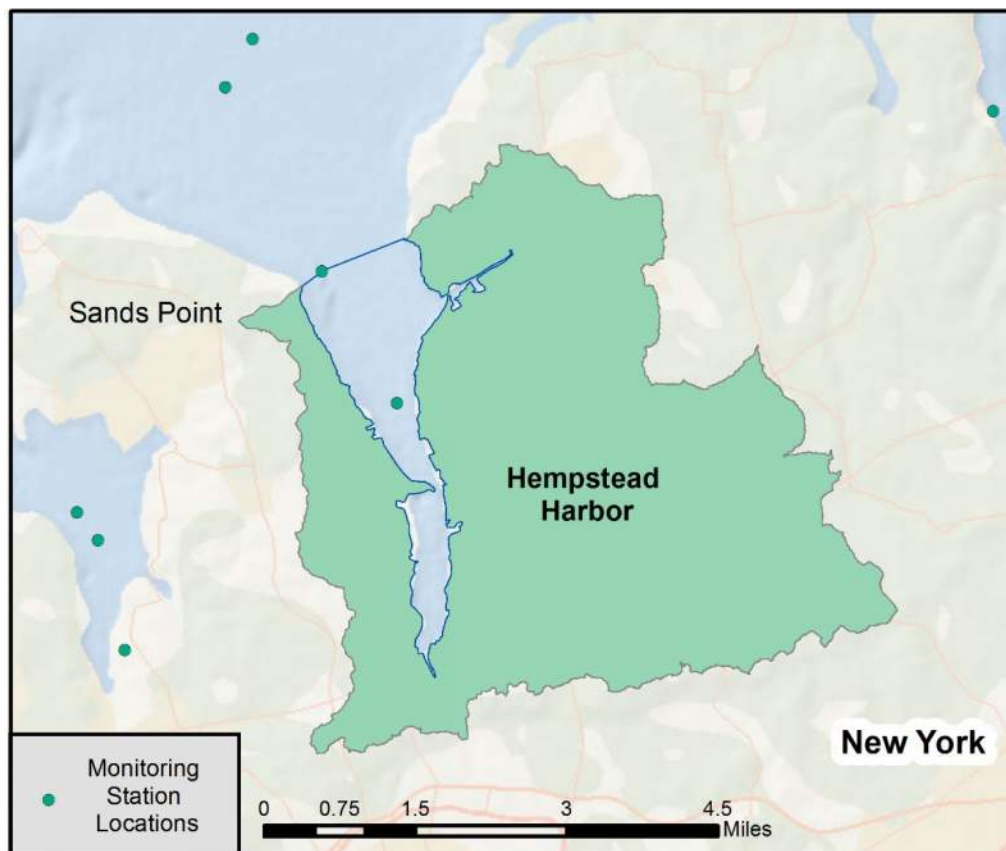 Sands Point
Hempstead
Harbor
New York
Monitoring
Station
Locations
0 0.75 1.5 3 4.5
Miles